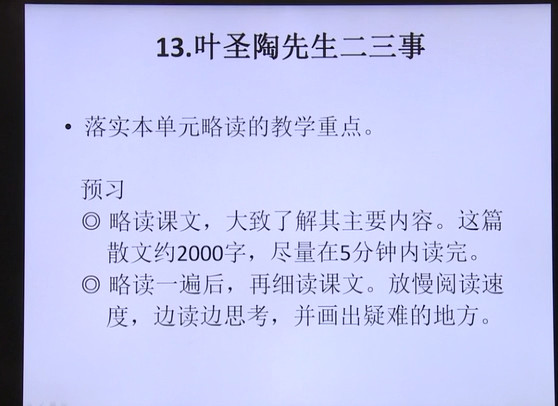 13.叶圣陶先生二三事
• 落实本单元略读的教学重点。
预习
◎ 略读课文，大致了解其主要内容。这篇
散文约2000字，尽量在5分钟内读完。
◎ 略读一遍后，再细读课文。放慢阅读速
度，边读边思考，并画出疑难的地方。